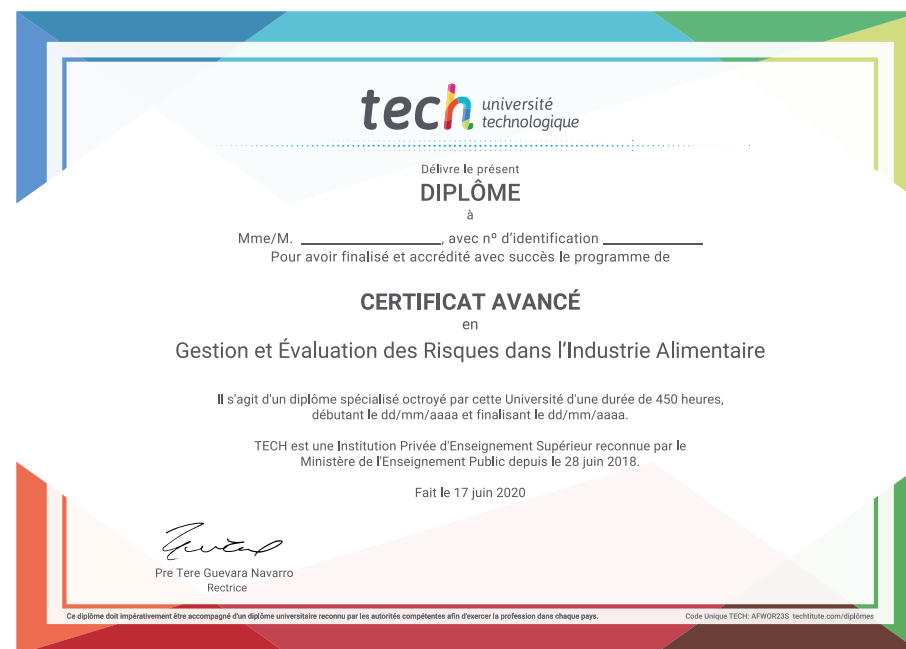 tech université
technologique
Délivre le présent
DIPLÔME
à
Mme/M. ____________________, avec nº d'identification ______________
Pour avoir finalisé et accrédité avec succès le programme de
CERTIFICAT AVANCÉ
en
Gestion et Évaluation des Risques dans l'Industrie Alimentaire
Il s'agit d'un diplôme spécialisé octroyé par cette Université d'une durée de 450 heures,
débutant le dd/mm/aaaa et finalisant le dd/mm/aaaa.
TECH est une Institution Privée d'Enseignement Supérieur reconnue par le
Ministère de l'Enseignement Public depuis le 28 juin 2018.
Fait le 17 juin 2020
Pre Tere Guevara Navarro
Rectrice
Ce diplôme doit impérativement être accompagné d'un diplôme universitaire reconnu par les autorités compétentes afin d'exercer la profession dans chaque pays.
Code Unique TECH: AFWOR23S techtitute.com/diplômes